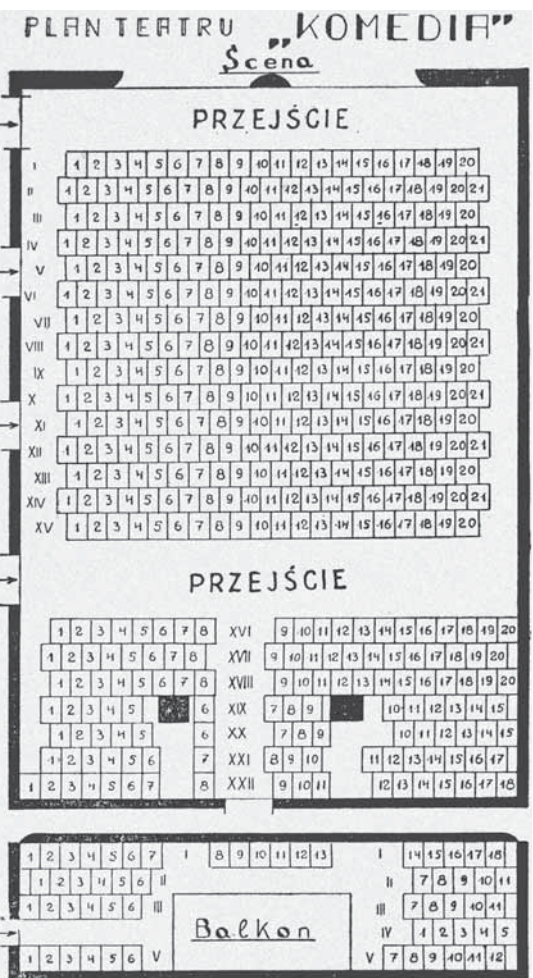 PLAN TEATRU „KOMEDIA”
Scena
PRZEJŚCIE
I 1 2 3 4 5 6 7 8 9 10 11 12 13 14 15 16 17 18 19 20
II 1 2 3 4 5 6 7 8 9 10 11 12 13 14 15 16 17 18 19 20 21
III 1 2 3 4 5 6 7 8 9 10 11 12 13 14 15 16 17 18 19 20
IV 1 2 3 4 5 6 7 8 9 10 11 12 13 14 15 16 17 18 19 20 21
V 1 2 3 4 5 6 7 8 9 10 11 12 13 14 15 16 17 18 19 20
VI 1 2 3 4 5 6 7 8 9 10 11 12 13 14 15 16 17 18 19 20 21
VII 1 2 3 4 5 6 7 8 9 10 11 12 13 14 15 16 17 18 19 20
VIII 1 2 3 4 5 6 7 8 9 10 11 12 13 14 15 16 17 18 19 20 21
IX 1 2 3 4 5 6 7 8 9 10 11 12 13 14 15 16 17 18 19 20
X 1 2 3 4 5 6 7 8 9 10 11 12 13 14 15 16 17 18 19 20 21
XI 1 2 3 4 5 6 7 8 9 10 11 12 13 14 15 16 17 18 19 20
XII 1 2 3 4 5 6 7 8 9 10 11 12 13 14 15 16 17 18 19 20 21
XIII 1 2 3 4 5 6 7 8 9 10 11 12 13 14 15 16 17 18 19 20
XIV 1 2 3 4 5 6 7 8 9 10 11 12 13 14 15 16 17 18 19 20 21
XV 1 2 3 4 5 6 7 8 9 10 11 12 13 14 15 16 17 18 19 20
PRZEJŚCIE
1 2 3 4 5 6 7 8 XVI 9 10 11 12 13 14 15 16 17 18 19 20
1 2 3 4 5 6 7 8 XVII 9 10 11 12 13 14 15 16 17 18 19 20
1 2 3 4 5 6 7 8 XVIII 9 10 11 12 13 14 15 16 17 18 19 20
1 2 3 4 5 6 XIX 7 8 9 10 11 12 13 14 15
1 2 3 4 5 6 XX 7 8 9 10 11 12 13 14 15
1 2 3 4 5 6 7 XXI 8 9 10 11 12 13 14 15 16 17
1 2 3 4 5 6 7 8 XXII 9 10 11 12 13 14 15 16 17 18
1 2 3 4 5 6 7 I 8 9 10 11 12 13 I 14 15 16 17 18
1 2 3 4 5 6 II II 7 8 9 10 11
1 2 3 4 5 6 III III 7 8 9 10 11
Balkon IV 1 2 3 4 5
1 2 3 4 5 6 V V 7 8 9 10 11 12